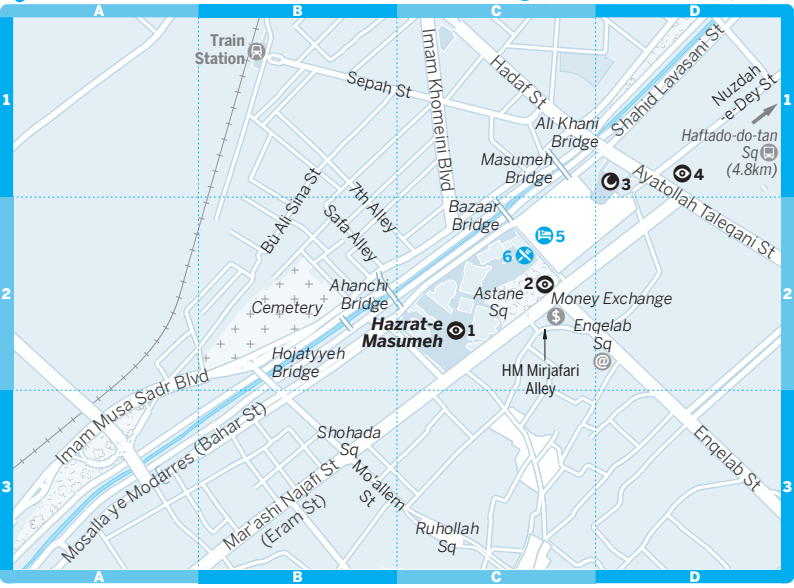 A
B
C
D
1
Train
Station
Sepah St
Imam Khomeini Blvd
Hadaf St
Shahid Lavasani St
Nuzdah
-e-Dey St
1
Ali Khani
Bridge
Haftado-do-tan
Sq
(4.8km)
Masumeh
Bridge
3
4
Ayatollah Taleqani St
Bu Ali Sina St
7th Alley
Safa Alley
Bazaar
Bridge
5
6
2
Ahanchi
Bridge
Cemetery
Astane
Sq
2
Money Exchange
$
2
Hazrat-e
Masumeh
1
Enqelab
Sq
@
Hojatyyeh
Bridge
HM Mirjafari
Alley
Imam Musa Sadr Blvd
Mosalla ye Modarres (Bahar St)
Shohada
Sq
Enqelab St
3
Mar'ashi Najafi St
(Eram St)
Mo'allem
St
Ruhollah
Sq
3
A
B
C
D